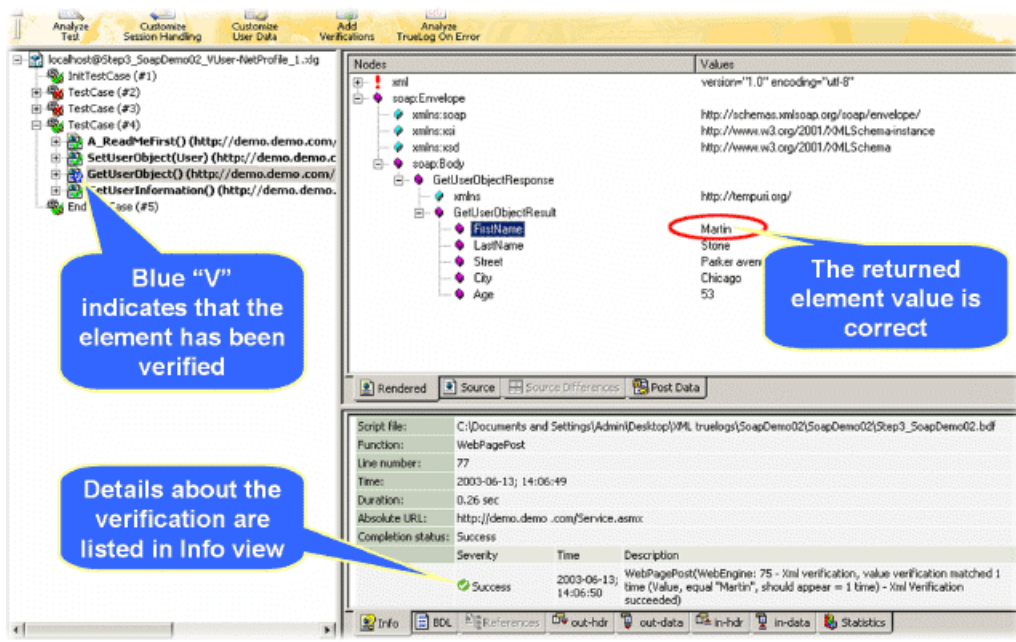 Analyze Test
Customize Session Handling
Customize User Data
Add Verifications
Analyze TrueLog On Error
localhost@Step3_SoapDemo02_VUser-NetProfile_1.xlg
InitTestCase (#1)
TestCase (#2)
TestCase (#3)
TestCase (#4)
A_ReadMeFirst() (http://demo.demo.com/
SetUserObject(User) (http://demo.demo.c
GetUserObject() (http://demo.demo.com/
GetUserInformation() (http://demo.demo.
End Case (#5)
Blue “V”
indicates that the
element has been
verified
Nodes Values
xml version="1.0" encoding="utf-8"
soap:Envelope
xmlns:soap http://schemas.xmlsoap.org/soap/envelope/
xmlns:xsi http://www.w3.org/2001/XMLSchema-instance
xmlns:xsd http://www.w3.org/2001/XMLSchema
soap:Body
GetUserObjectResponse
xmlns http://tempuri.org/
GetUserObjectResult
FirstName Martin
LastName Stone
Street Parker aven
City Chicago
Age 53
The returned
element value is
correct
Rendered Source Source Differences Post Data
Script file: C:\Documents and Settings\Admin\Desktop\XML truelogs\SoapDemo02\SoapDemo02\Step3_SoapDemo02.bdf
Function: WebPagePost
Line number: 77
Time: 2003-06-13; 14:06:49
Duration: 0.26 sec
Absolute URL: http://demo.demo .com/Service.asmx
Completion status: Success
Severity Time Description
Success 2003-06-13; 14:06:50 WebPagePost(WebEngine: 75 - Xml verification, value verification matched 1
time (Value, equal "Martin", should appear = 1 time) - Xml Verification
succeeded)
Details about the
verification are
listed in Info view
Info BDL References out-hdr out-data in-hdr in-data Statistics